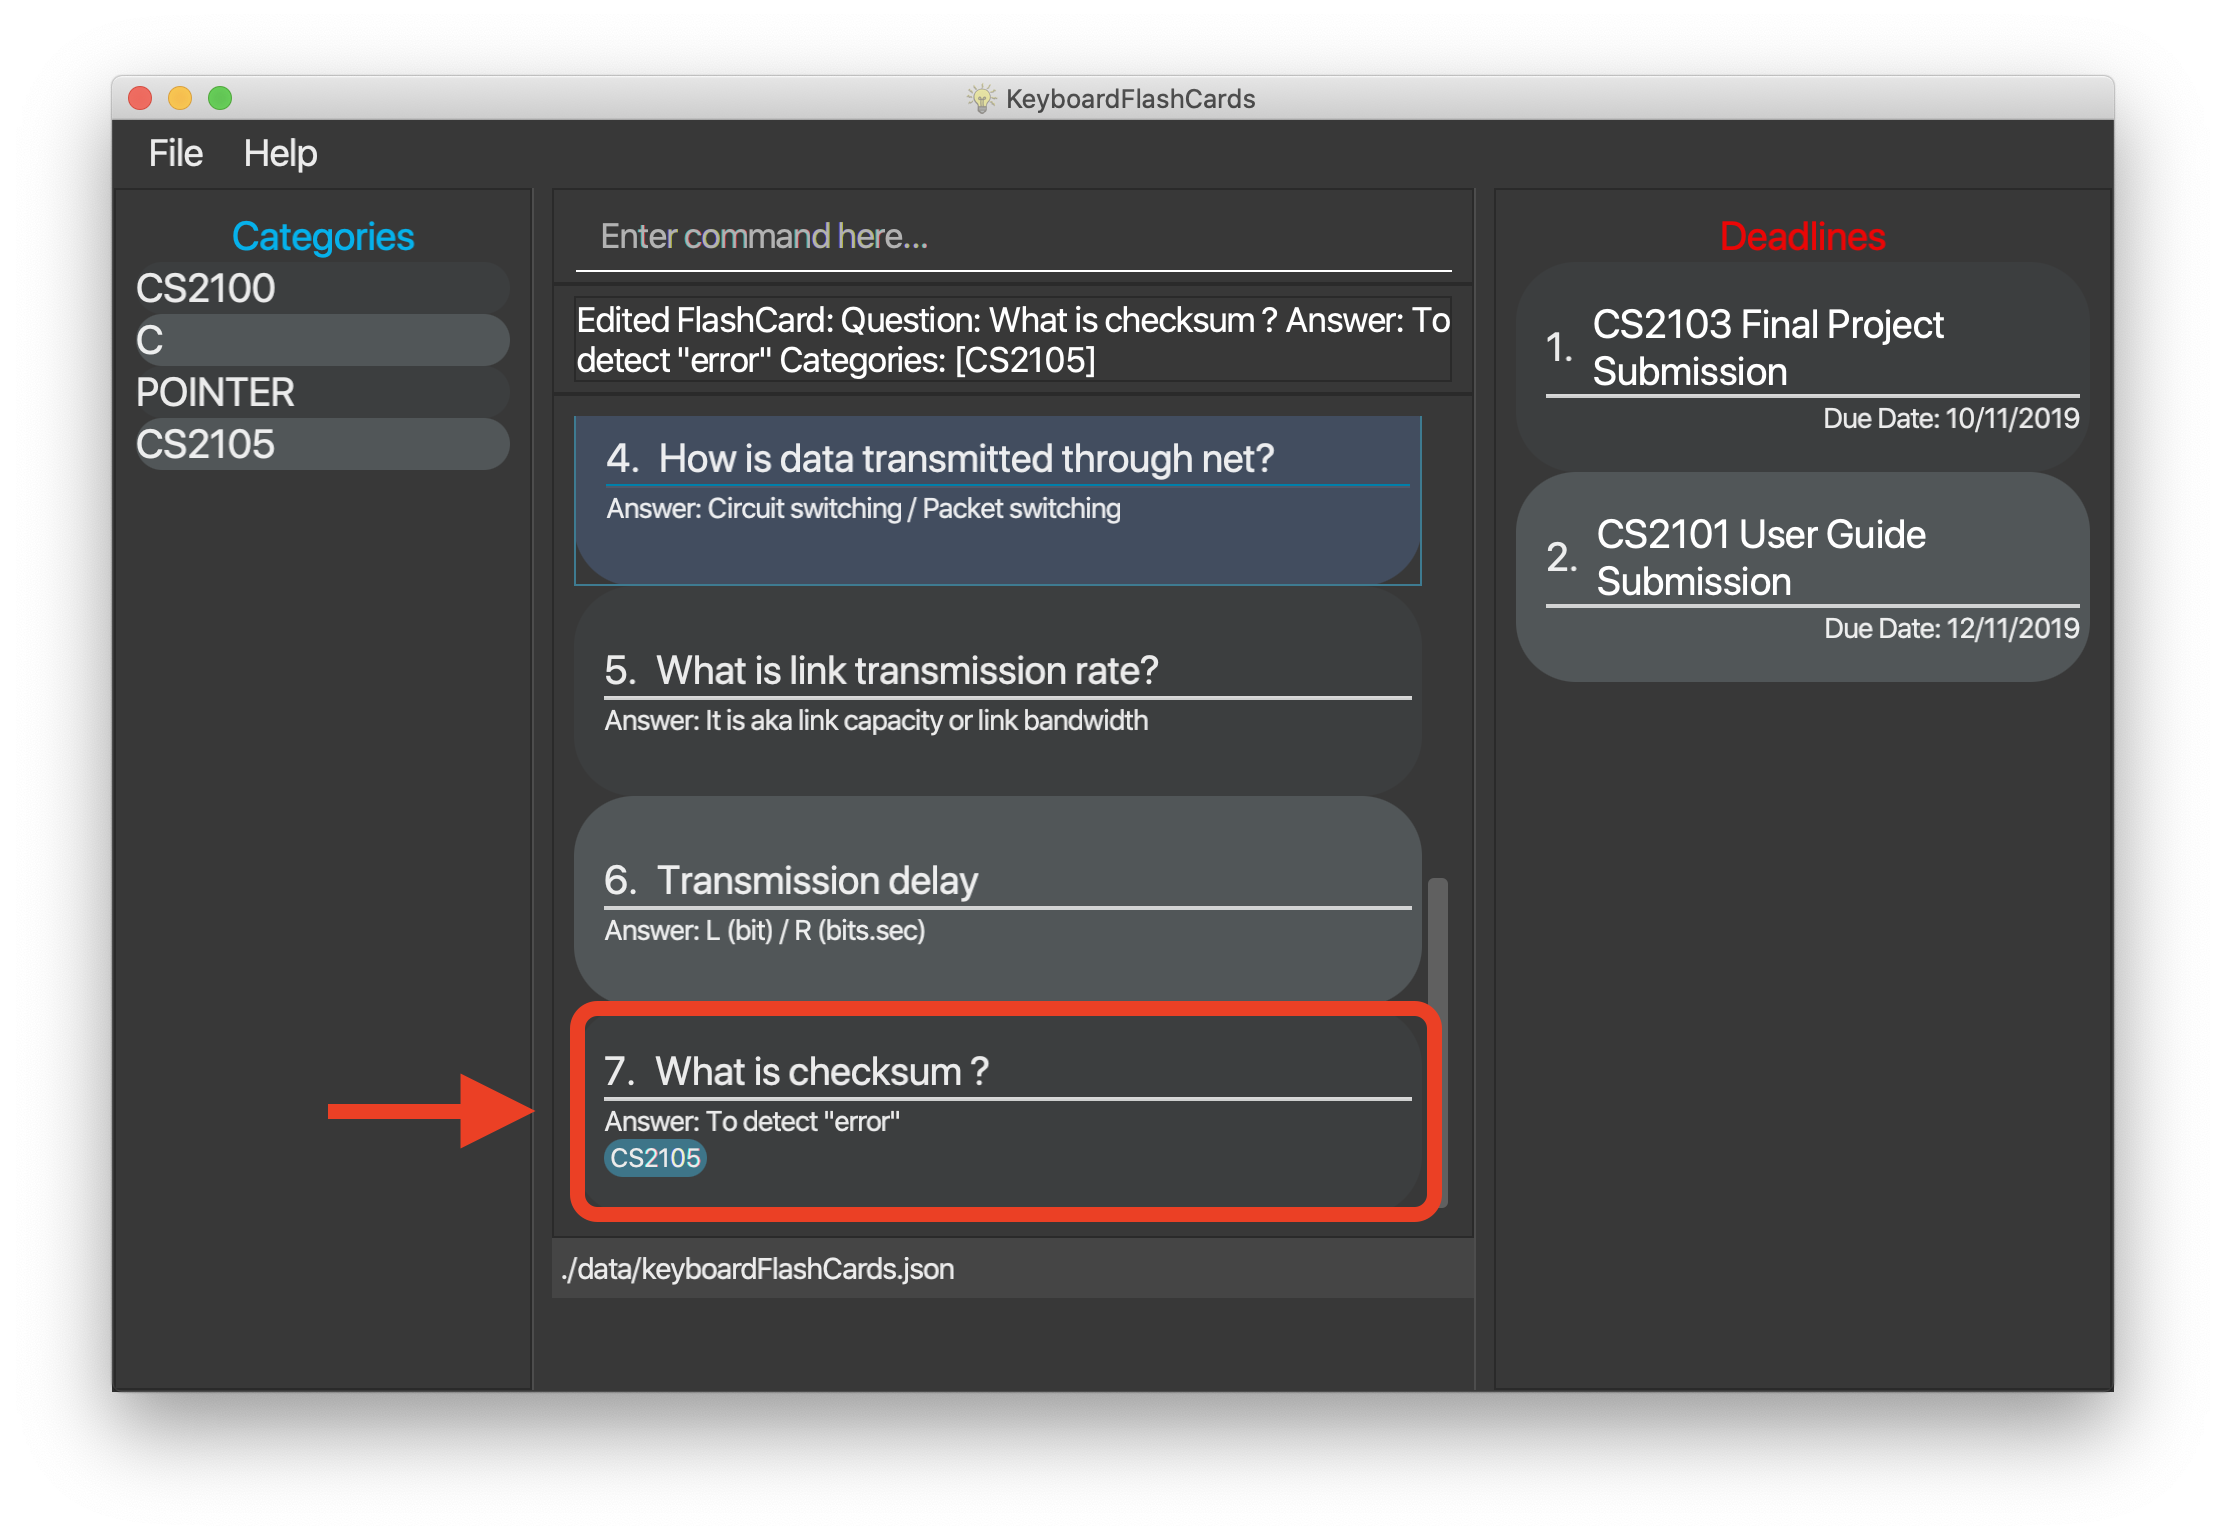 KeyboardFlashCards
File Help
Categories
CS2100
C
POINTER
CS2105
Enter command here...
Edited FlashCard: Question: What is checksum ? Answer: To
detect "error" Categories: [CS2105]
4. How is data transmitted through net?
Answer: Circuit switching / Packet switching
5. What is link transmission rate?
Answer: It is aka link capacity or link bandwidth
6. Transmission delay
Answer: L (bit) / R (bits.sec)
7. What is checksum ?
Answer: To detect "error"
CS2105
./data/keyboardFlashCards.json
Deadlines
1. CS2103 Final Project
Submission
Due Date: 10/11/2019
2. CS2101 User Guide
Submission
Due Date: 12/11/2019